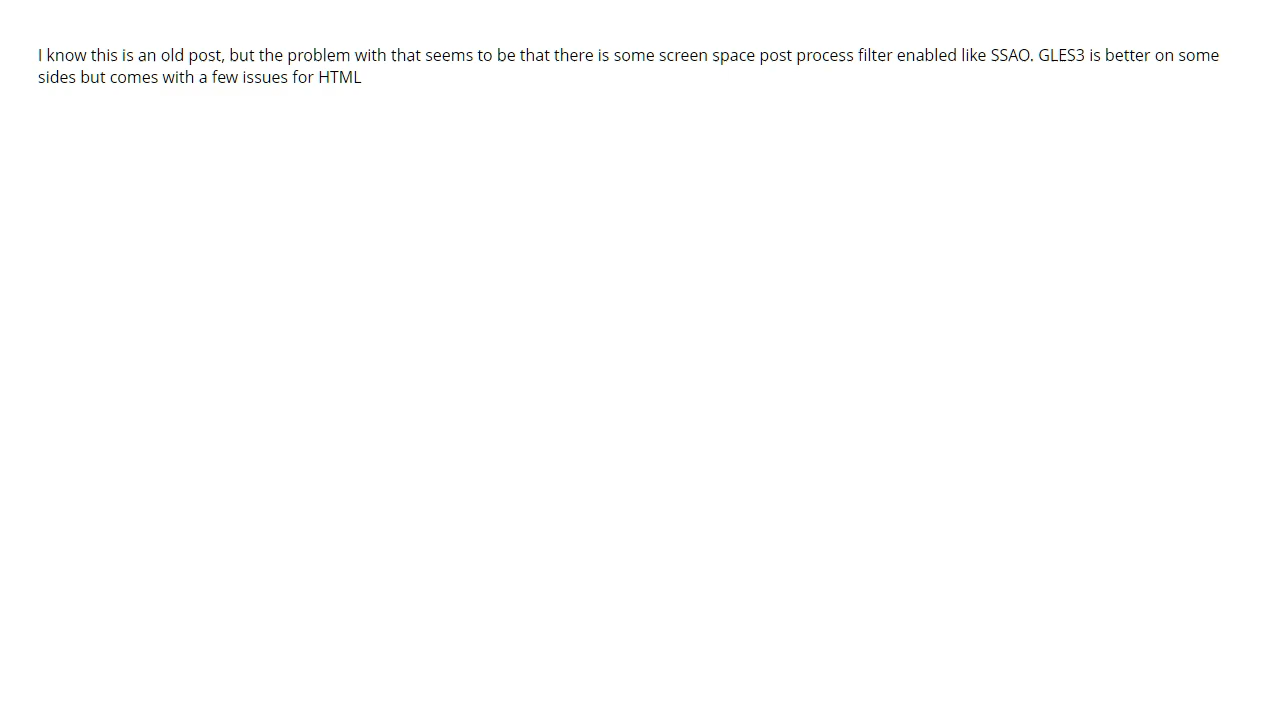 I know this is an old post, but the problem with that seems to be that there is some screen space post process filter enabled like SSAO. GLES3 is better on some
sides but comes with a few issues for HTML